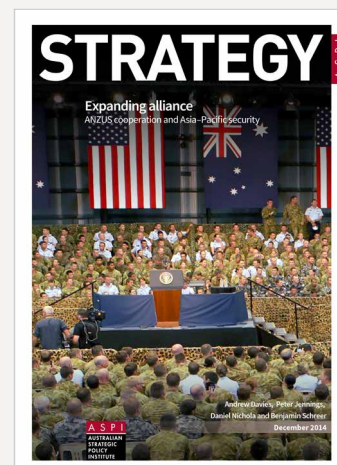 STRATEGY
Expanding alliance
ANZUS cooperation and Asia–Pacific security
Andrew Davies, Peter Jennings,
Daniel Nichola and Benjamin Schreer
December 2014
A S P I
AUSTRALIAN
STRATEGIC
POLICY
INSTITUTE